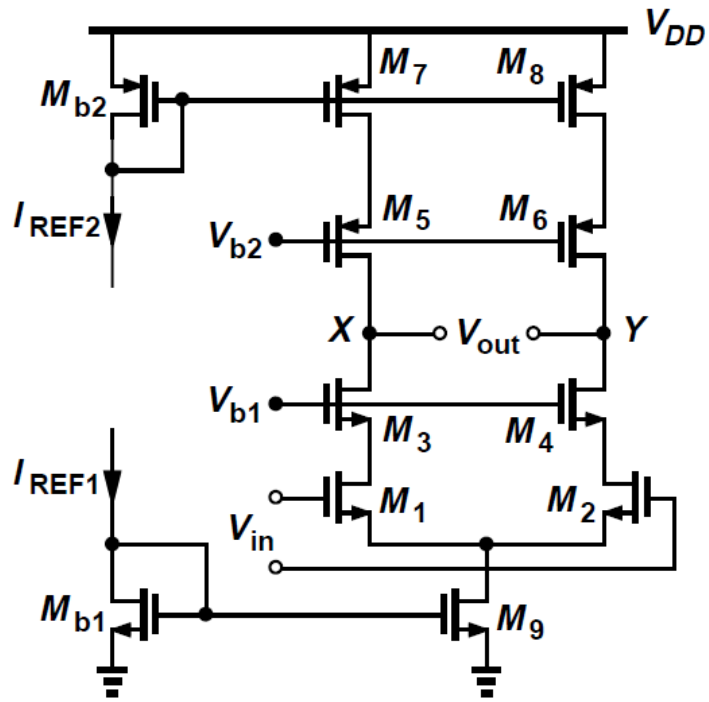 V_DD
M_b2
M_7
M_8
I_REF2
V_b2
M_5
M_6
X
V_out
Y
V_b1
M_3
M_4
I_REF1
V_in
M_1
M_2
M_b1
M_9